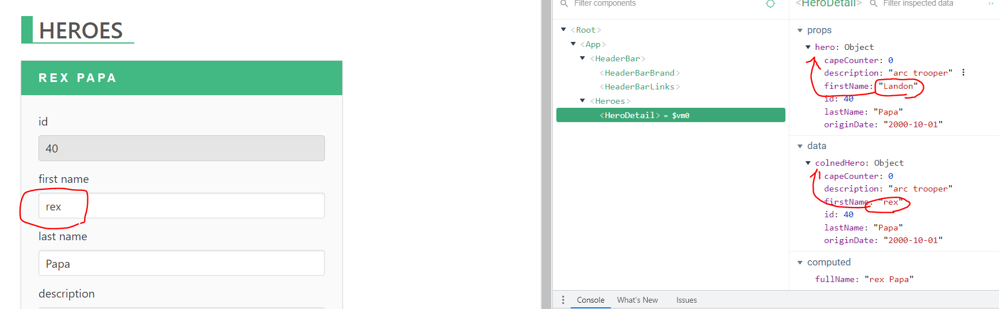 HEROES
REX PAPA
id
40
first name
rex
last name
Papa
description
Filter components
<Root>
<App>
<HeaderBar>
<HeaderBarBrand>
<HeaderBarLinks>
<Heroes>
<HeroDetail> = $vm0
<HeroDetail>
Filter inspected data
props
hero: Object
capeCounter: 0
description: "arc trooper"
firstName: "Landon"
id: 40
lastName: "Papa"
originDate: "2000-10-01"
data
colnedHero: Object
capeCounter: 0
description: "arc trooper"
firstName: "rex"
id: 40
lastName: "Papa"
originDate: "2000-10-01"
computed
fullName: "rex Papa"
Console What's New Issues